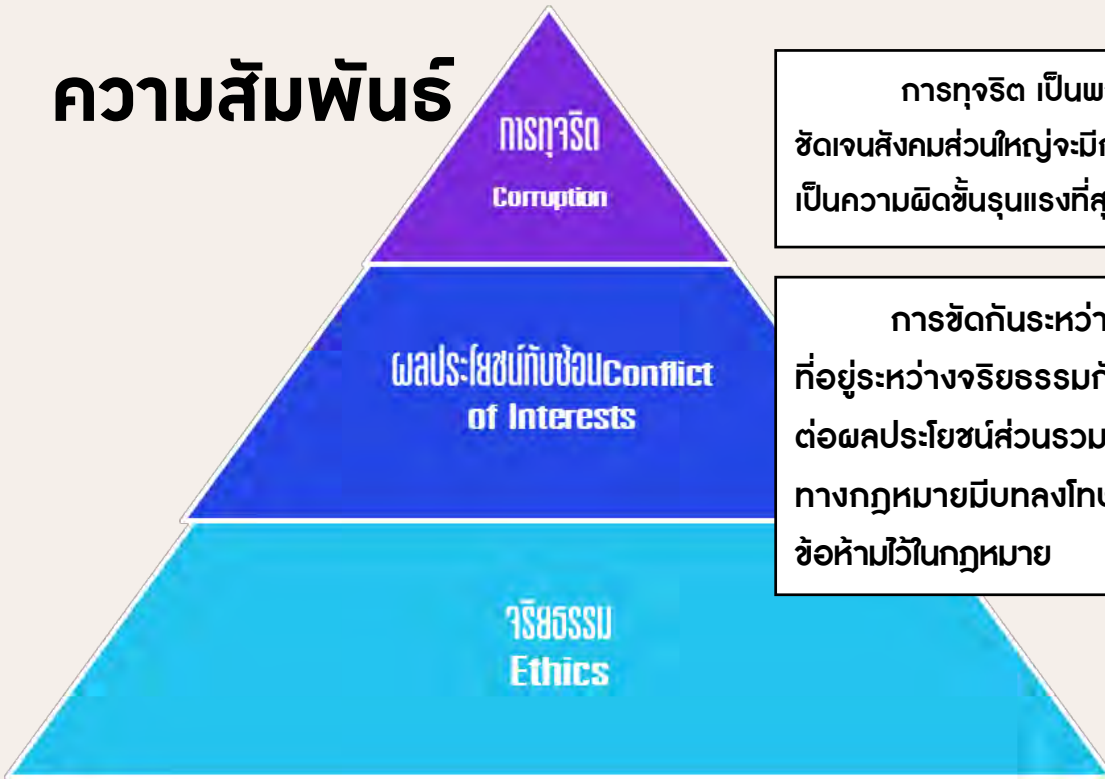 ความสัมพันธ์
การทุจริต
Corruption
ผลประโยชน์ทับซ้อนConflict
of Interests
จริยธรรม
Ethics
การทุจริต เป็นพ
ชัดเจนสังคมส่วนใหญ่จะมี
เป็นความผิดขั้นรุนแรงที่สุ
การขัดกันระหว่า
ที่อยู่ระหว่างจริยธรรมกั
ต่อผลประโยชน์ส่วนรวม
ทางกฎหมายมีบทลงโท
ข้อห้ามไว้ในกฎหมาย